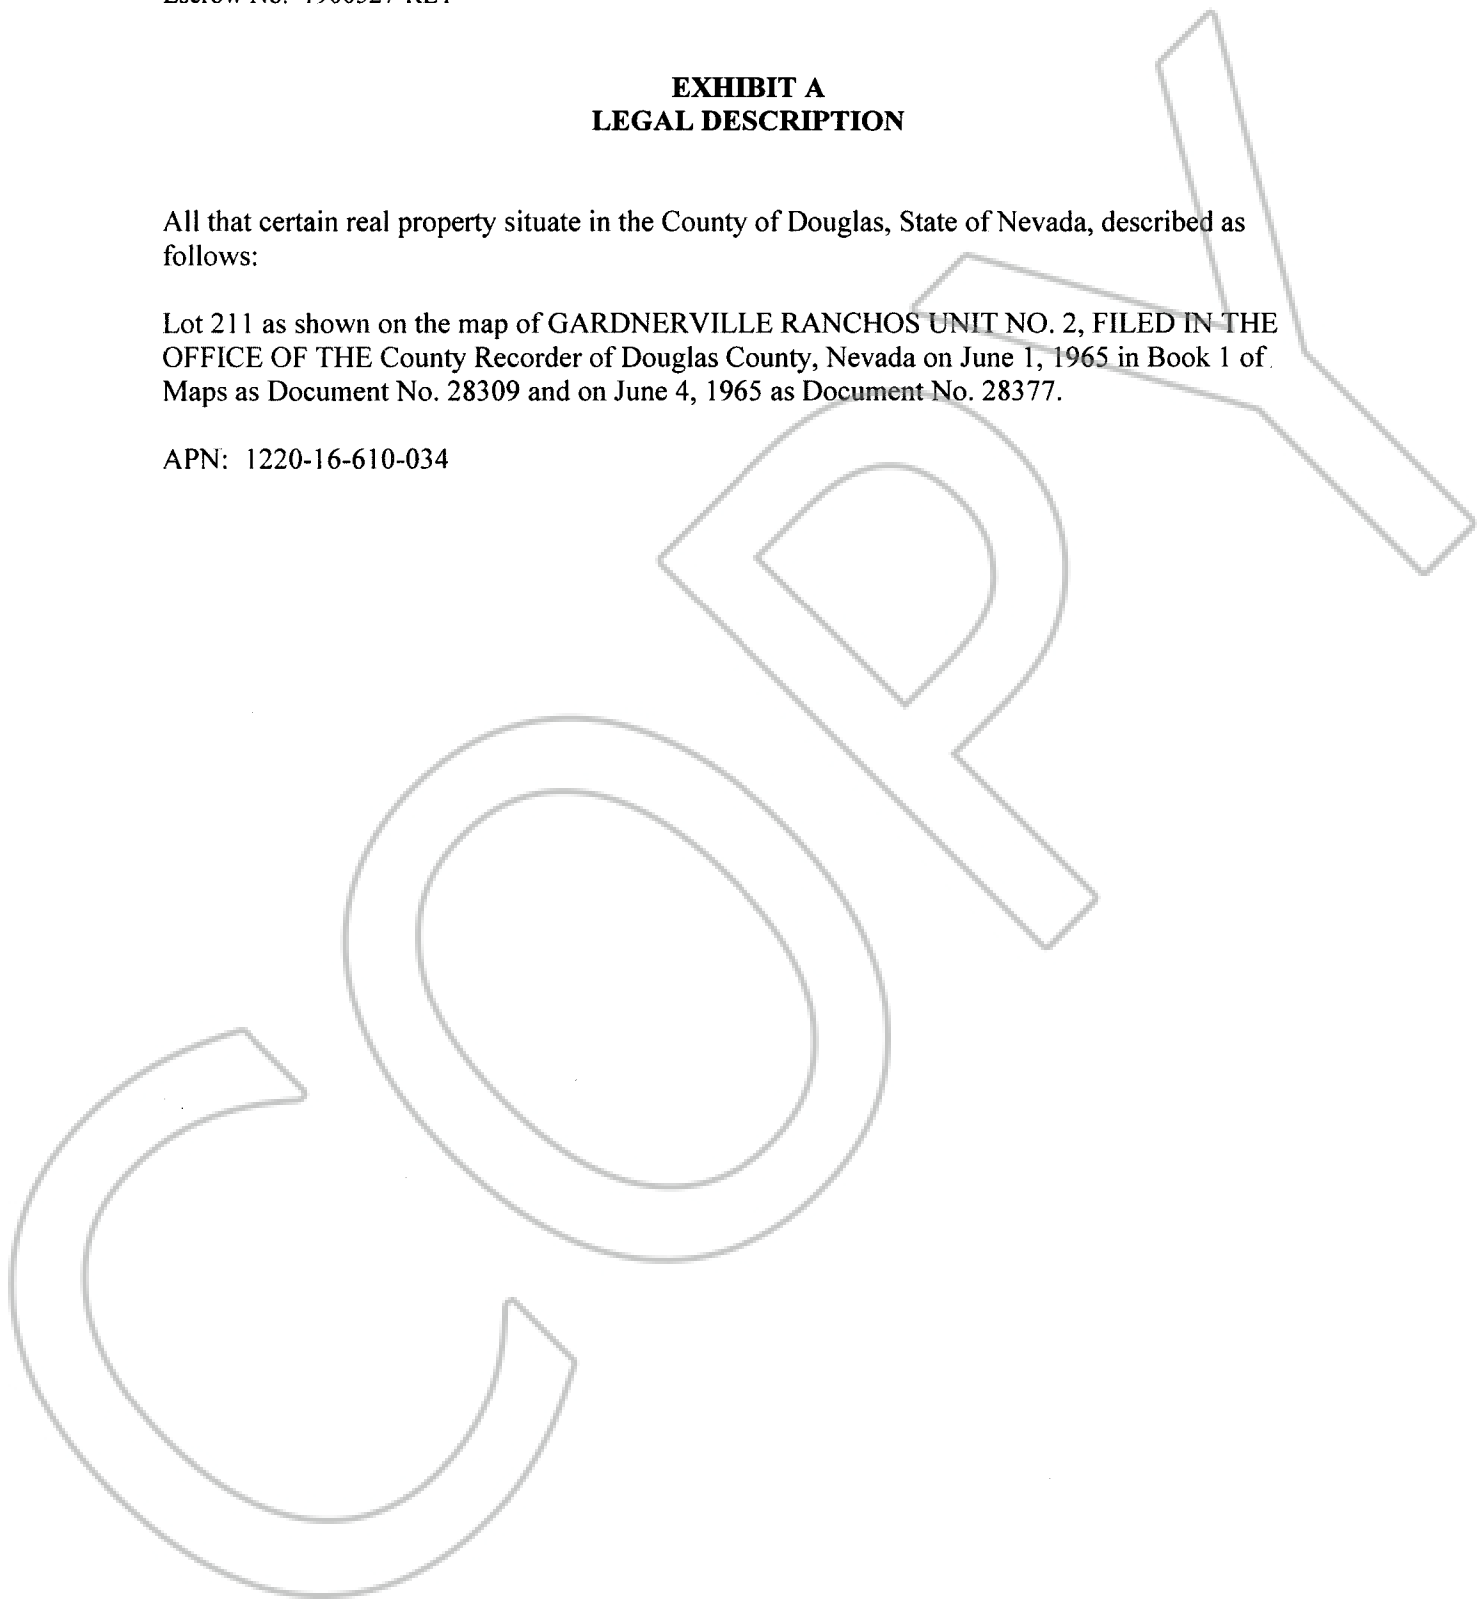 EXHIBIT A
LEGAL DESCRIPTION
All that certain real property situate in the County of Douglas, State of Nevada, described as
follows:
Lot 211 as shown on the map of GARDNERVILLE RANCHOS UNIT NO. 2, FILED IN THE
OFFICE OF THE County Recorder of Douglas County, Nevada on June 1, 1965 in Book 1 of
Maps as Document No. 28309 and on June 4, 1965 as Document No. 28377.
APN: 1220-16-610-034
COPY